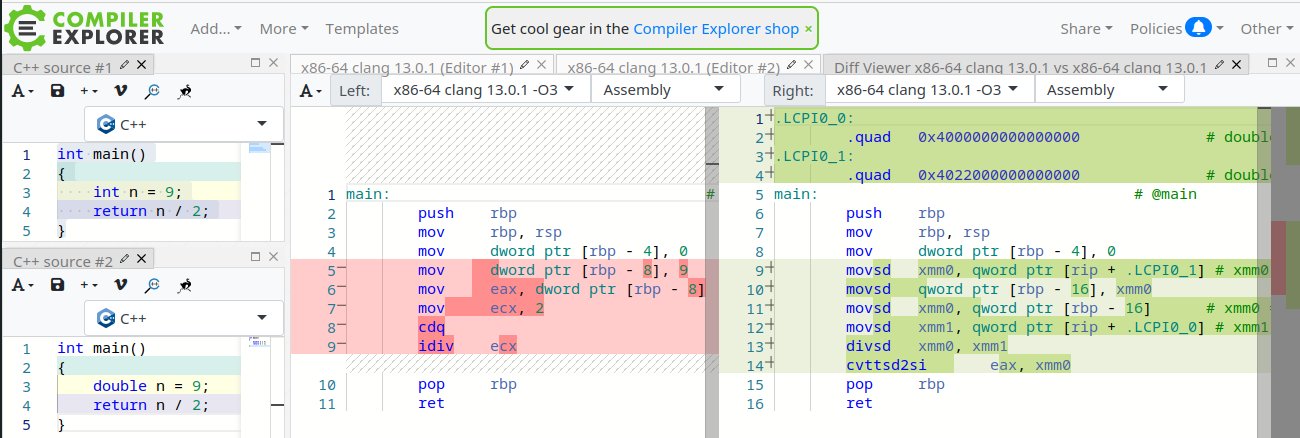 COMPILER EXPLORER Add... More Templates Get cool gear in the Compiler Explorer shop × Share Policies Other
C++ source #1
A + v
C++
1 int main()
2 {
3 ····int n = 9;
4 ····return n / 2;
5 }
C++ source #2
A + v
C++
1 int main()
2 {
3 double n = 9;
4 return n / 2;
5 }
x86-64 clang 13.0.1 (Editor #1) x86-64 clang 13.0.1 (Editor #2) Diff Viewer x86-64 clang 13.0.1 vs x86-64 clang 13.0.1
A Left: x86-64 clang 13.0.1 -O3 Assembly Right: x86-64 clang 13.0.1 -O3 Assembly
1 main: #
2 push rbp
3 mov rbp, rsp
4 mov dword ptr [rbp - 4], 0
5− mov dword ptr [rbp - 8], 9
6− mov eax, dword ptr [rbp - 8]
7− mov ecx, 2
8− cdq
9− idiv ecx
10 pop rbp
11 ret
1+ .LCPI0_0:
2+ .quad 0x4000000000000000 # double
3+ .LCPI0_1:
4+ .quad 0x4022000000000000 # double
5 main: # @main
6 push rbp
7 mov rbp, rsp
8 mov dword ptr [rbp - 4], 0
9+ movsd xmm0, qword ptr [rip + .LCPI0_1] # xmm0
10+ movsd qword ptr [rbp - 16], xmm0
11+ movsd xmm0, qword ptr [rbp - 16] # xmm0 =
12+ movsd xmm1, qword ptr [rip + .LCPI0_0] # xmm1
13+ divsd xmm0, xmm1
14+ cvttsd2si eax, xmm0
15 pop rbp
16 ret